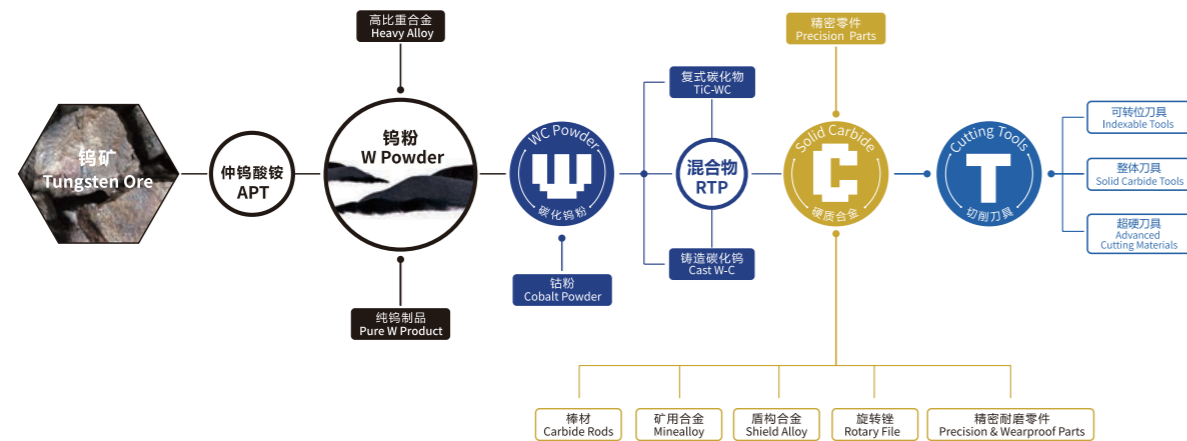 高比重合金
Heavy Alloy
精密零件
Precision Parts
复式碳化物
TiC-WC
钨矿
Tungsten Ore
仲钨酸铵
APT
钨粉
W Powder
WC Powder
W
碳化钨粉
混合物
RTP
Solid Carbide
C
硬质合金
Cutting Tools
T
切削刀具
可转位刀具
Indexable Tools
整体刀具
Solid Carbide Tools
超硬刀具
Advanced
Cutting Materials
钴粉
Cobalt Powder
铸造碳化钨
Cast W-C
纯钨制品
Pure W Product
棒材
Carbide Rods
矿用合金
Minealloy
盾构合金
Shield Alloy
旋转锉
Rotary File
精密耐磨零件
Precision & Wearproof Parts